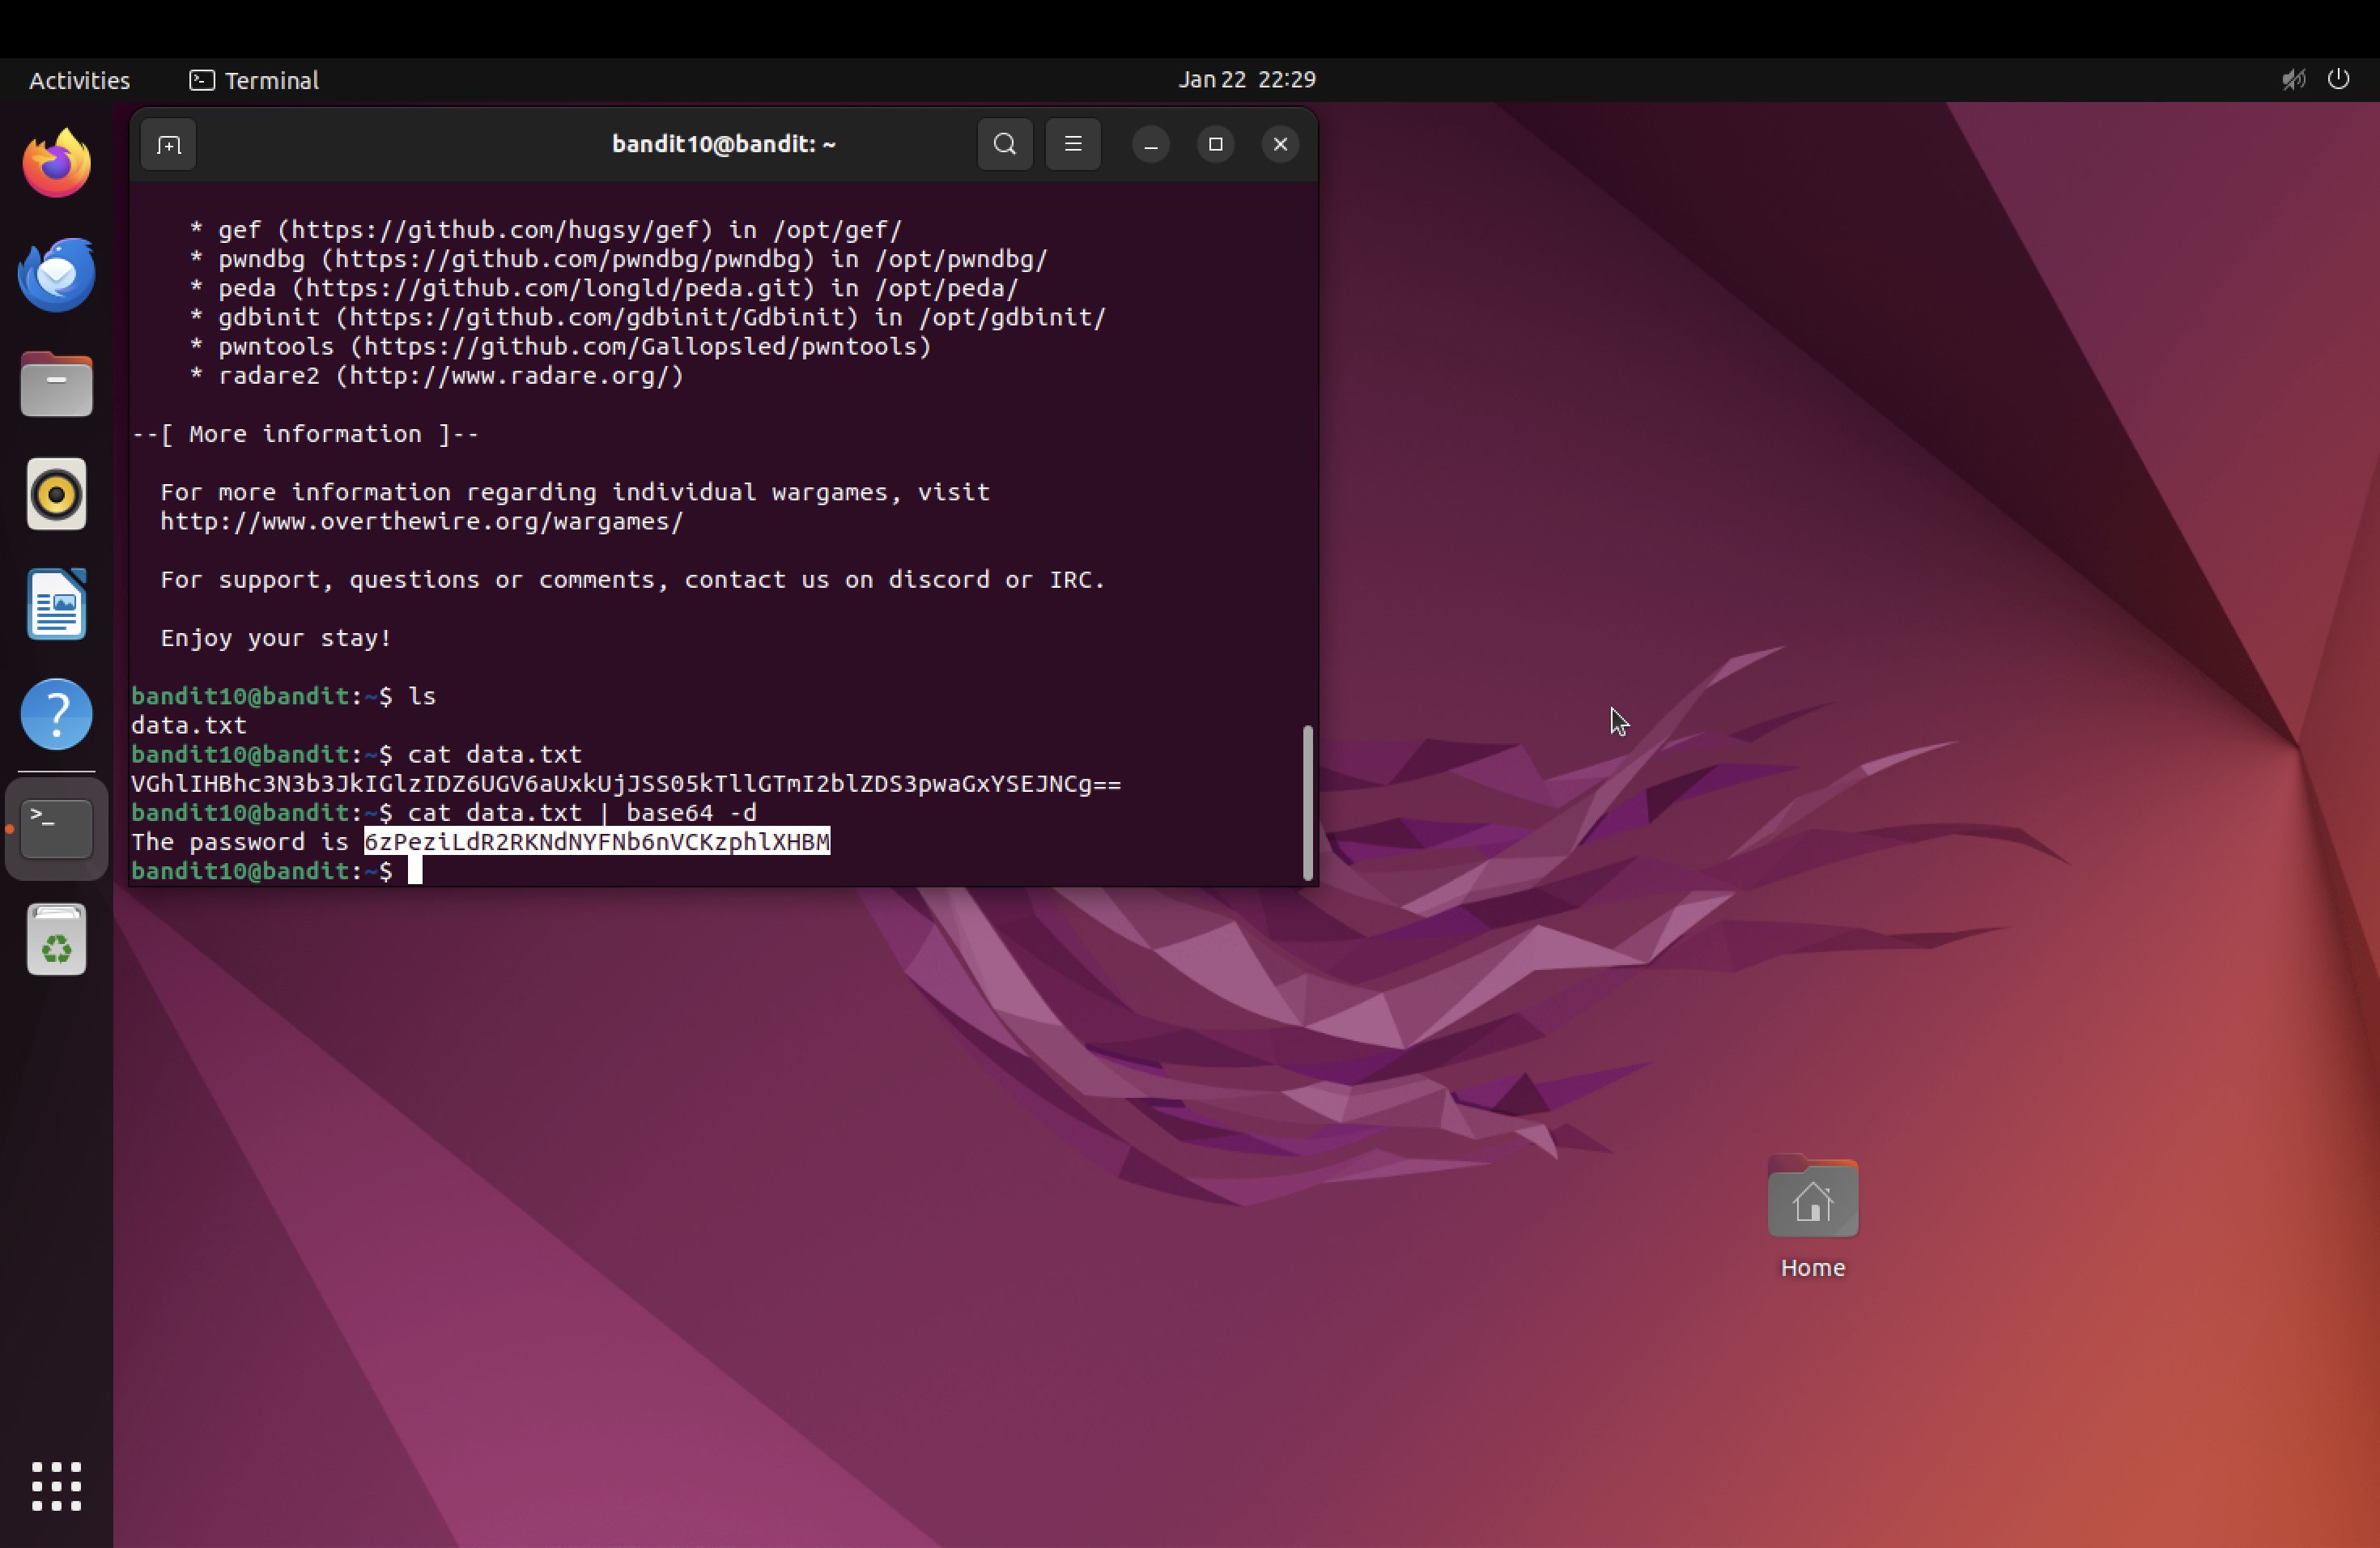 Activities Terminal Jan 22 22:29
bandit10@bandit: ~
* gef (https://github.com/hugsy/gef) in /opt/gef/
* pwndbg (https://github.com/pwndbg/pwndbg) in /opt/pwndbg/
* peda (https://github.com/longld/peda.git) in /opt/peda/
* gdbinit (https://github.com/gdbinit/Gdbinit) in /opt/gdbinit/
* pwntools (https://github.com/Gallopsled/pwntools)
* radare2 (http://www.radare.org/)
--[ More information ]--
For more information regarding individual wargames, visit
http://www.overthewire.org/wargames/
For support, questions or comments, contact us on discord or IRC.
Enjoy your stay!
bandit10@bandit:~$ ls
data.txt
bandit10@bandit:~$ cat data.txt
VGhlIHBhc3N3b3JkIGlzIDZ6UGV6aUxkUjJSS05kTllGTmI2blZDS3pwaGxYSEJNCg==
bandit10@bandit:~$ cat data.txt | base64 -d
The password is 6zPeziLdR2RKNdNYFNb6nVCKzphlXHBM
bandit10@bandit:~$
Home